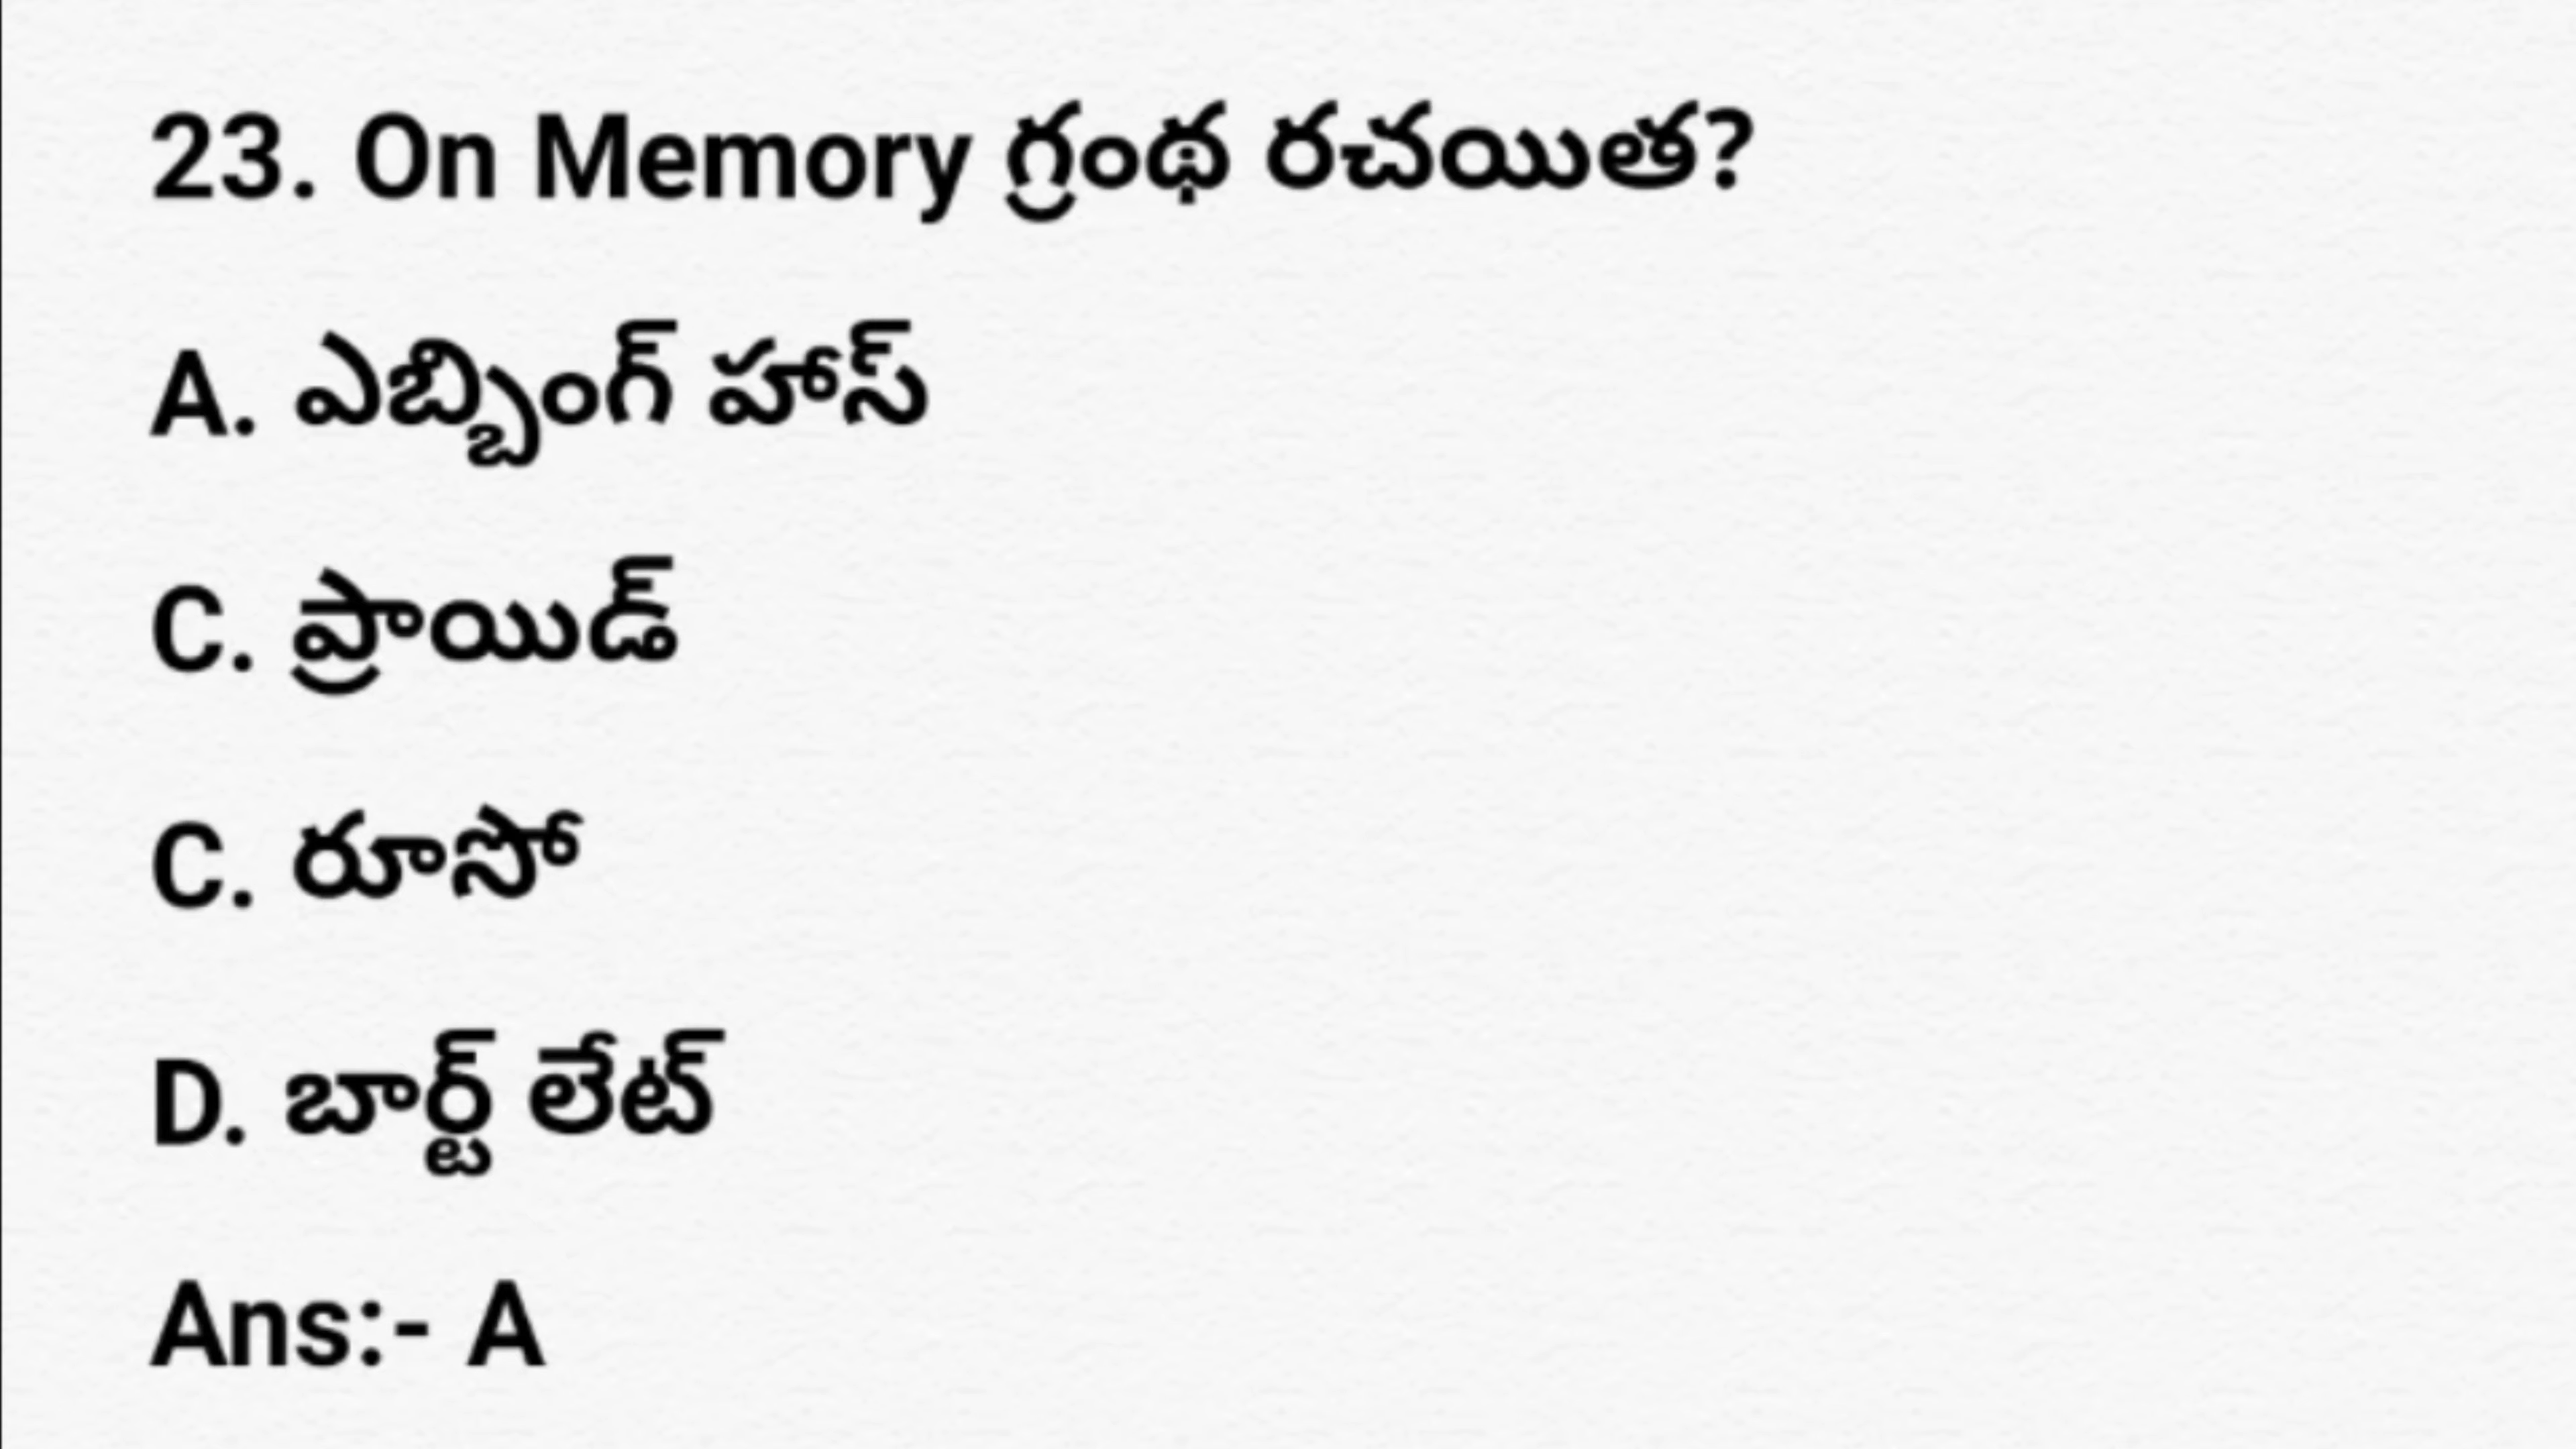 23. On Memory గ్రంథ రచయిత?
A. ఎబ్బింగ్ హాస్
C. ప్రాయిడ్
C. రూసో
D. బార్ట్ లేట్
Ans:- A